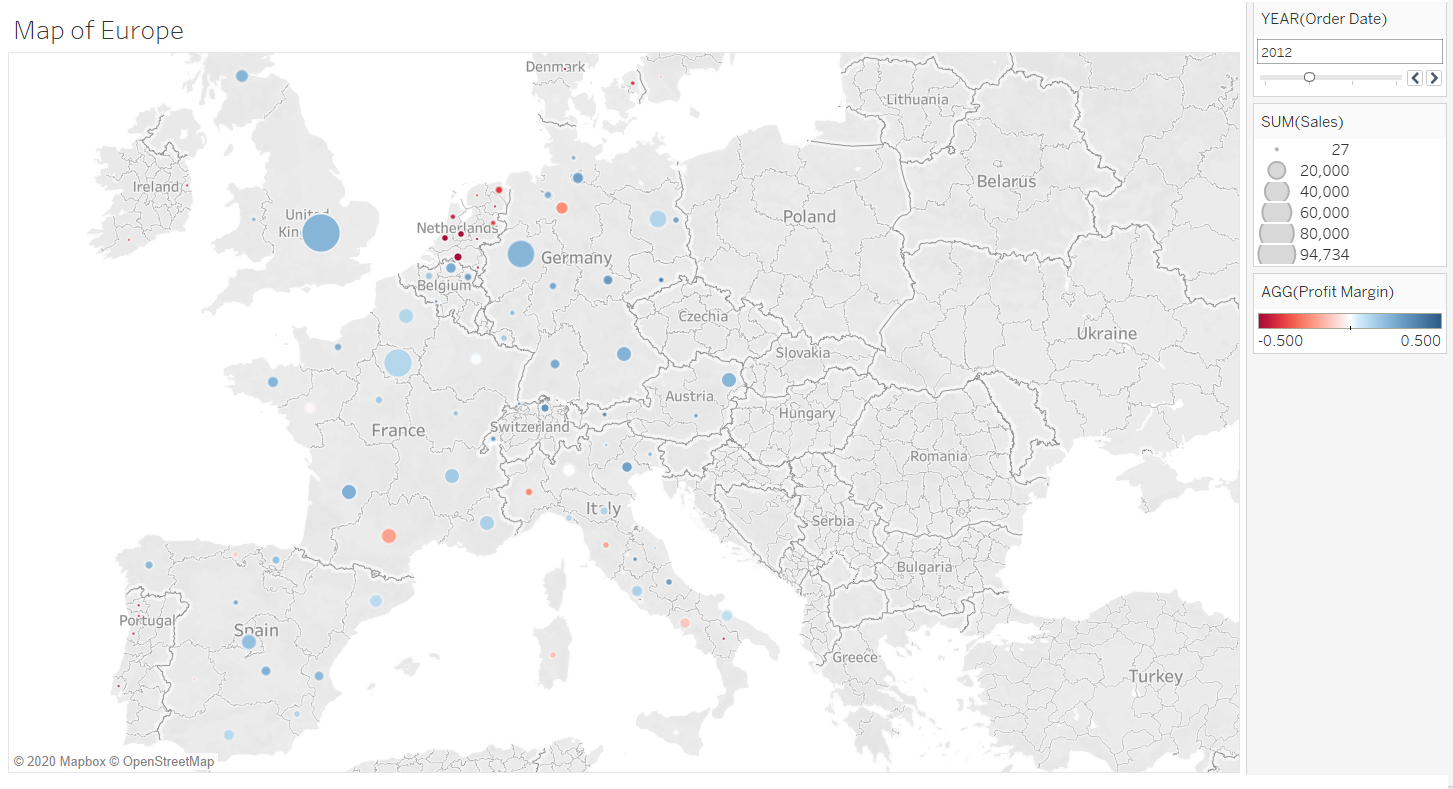 Map of Europe
Denmark
Lithuania
Ireland
Belarus
United
Kin
Poland
Netherlands
Germany
Belgium
Czechia
Ukraine
Slovakia
Austria
Hungary
France
Switzerland
Romania
Italy
Serbia
Bulgaria
Portugal
Spain
Greece
Turkey
© 2020 Mapbox © OpenStreetMap
YEAR(Order Date)
2012
SUM(Sales)
27
20,000
40,000
60,000
80,000
94,734
AGG(Profit Margin)
-0.500 0.500